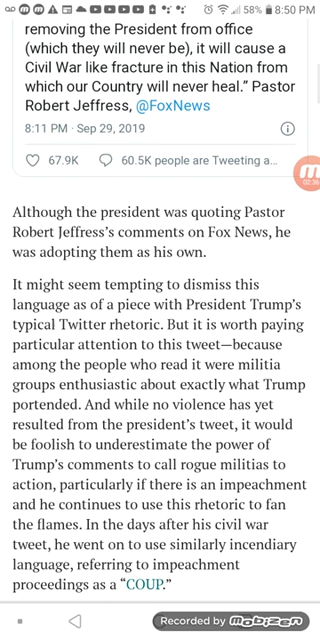 58% 8:50 PM
removing the President from office
(which they will never be), it will cause a
Civil War like fracture in this Nation from
which our Country will never heal.” Pastor
Robert Jeffress, @FoxNews
8:11 PM · Sep 29, 2019
67.9K 60.5K people are Tweeting a...
02:36
Although the president was quoting Pastor
Robert Jeffress’s comments on Fox News, he
was adopting them as his own.
It might seem tempting to dismiss this
language as of a piece with President Trump’s
typical Twitter rhetoric. But it is worth paying
particular attention to this tweet—because
among the people who read it were militia
groups enthusiastic about exactly what Trump
portended. And while no violence has yet
resulted from the president’s tweet, it would
be foolish to underestimate the power of
Trump’s comments to call rogue militias to
action, particularly if there is an impeachment
and he continues to use this rhetoric to fan
the flames. In the days after his civil war
tweet, he went on to use similarly incendiary
language, referring to impeachment
proceedings as a “COUP.”
Recorded by mobizen